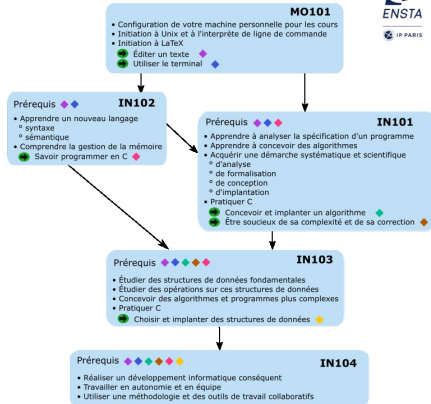 MO101
• Configuration de votre machine personnelle pour les cours
• Initiation à Unix et à l'interprète de ligne de commande
• Initiation à LaTeX
Éditer un texte
Utiliser le terminal
ENSTA
IP PARIS
Prérequis IN102
• Apprendre un nouveau langage
° syntaxe
° sémantique
• Comprendre la gestion de la mémoire
Savoir programmer en C
Prérequis IN101
• Apprendre à analyser la spécification d'un programme
• Apprendre à concevoir des algorithmes
• Acquérir une démarche systématique et scientifique
° d'analyse
° de formalisation
° de conception
° d'implantation
• Pratiquer C
Concevoir et implanter un algorithme
Être soucieux de sa complexité et de sa correction
Prérequis IN103
• Étudier des structures de données fondamentales
• Étudier des opérations sur ces structures de données
• Concevoir des algorithmes et programmes plus complexes
• Pratiquer C
Choisir et implanter des structures de données
Prérequis IN104
• Réaliser un développement informatique conséquent
• Travailler en autonomie et en équipe
• Utiliser une méthodologie et des outils de travail collaboratifs